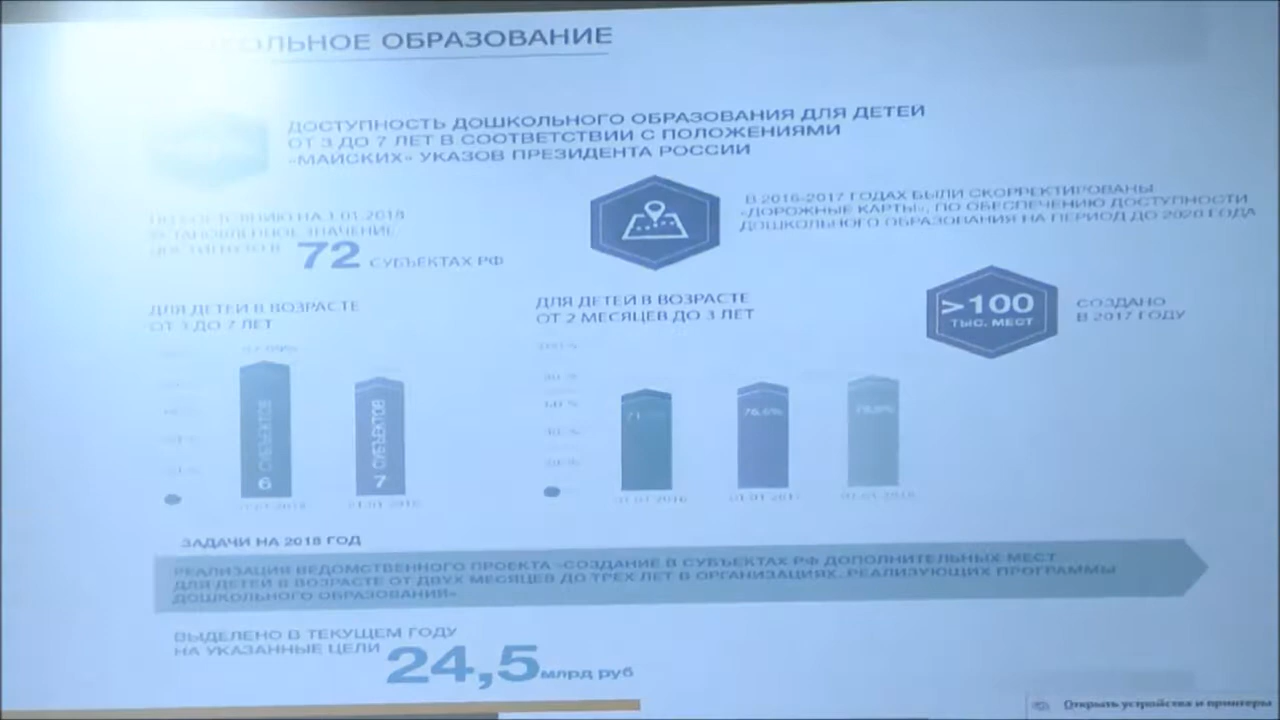 ОБРАЗОВАНИЕ
ДОСТУПНОСТЬ ДОШКОЛЬНОГО ОБРАЗОВАНИЯ ДЛЯ ДЕТЕЙ
ОТ 3 ДО 7 ЛЕТ В СООТВЕТСТВИИ С ПОЛОЖЕНИЯМИ
«МАЙСКИХ» УКАЗОВ ПРЕЗИДЕНТА РОССИИ
В 2016-2017 ГОДАХ БЫЛИ СКОРРЕКТИРОВАНЫ
«ДОРОЖНЫЕ КАРТЫ», ПО ОБЕСПЕЧЕНИЮ ДОСТУПНОСТИ
ДОШКОЛЬНОГО ОБРАЗОВАНИЯ НА ПЕРИОД ДО 2020 ГОДА
ПО СОСТОЯНИЮ НА 1.01.2018
ЗНАЧЕНИЕ
72 СУБЪЕКТАХ РФ
>100
ТЫС. МЕСТ
СОЗДАНО
В 2017 ГОДУ
ДЛЯ ДЕТЕЙ В ВОЗРАСТЕ
ОТ 3 ДО 7 ЛЕТ
6 СУБЪЕКТОВ
7 СУБЪЕКТОВ
ДЛЯ ДЕТЕЙ В ВОЗРАСТЕ
ОТ 2 МЕСЯЦЕВ ДО 3 ЛЕТ
76,6%
ЗАДАЧИ НА 2018 ГОД
РЕАЛИЗАЦИЯ ВЕДОМСТВЕННОГО ПРОЕКТА «СОЗДАНИЕ В СУБЪЕКТАХ РФ ДОПОЛНИТЕЛЬНЫХ МЕСТ
ДЛЯ ДЕТЕЙ В ВОЗРАСТЕ ОТ ДВУХ МЕСЯЦЕВ ДО ТРЕХ ЛЕТ В ОРГАНИЗАЦИЯХ, РЕАЛИЗУЮЩИХ ПРОГРАММЫ
ДОШКОЛЬНОГО ОБРАЗОВАНИЯ»
ВЫДЕЛЕНО В ТЕКУЩЕМ ГОДУ
НА УКАЗАННЫЕ ЦЕЛИ 24,5 млрд руб
Открыть устройства и принтеры